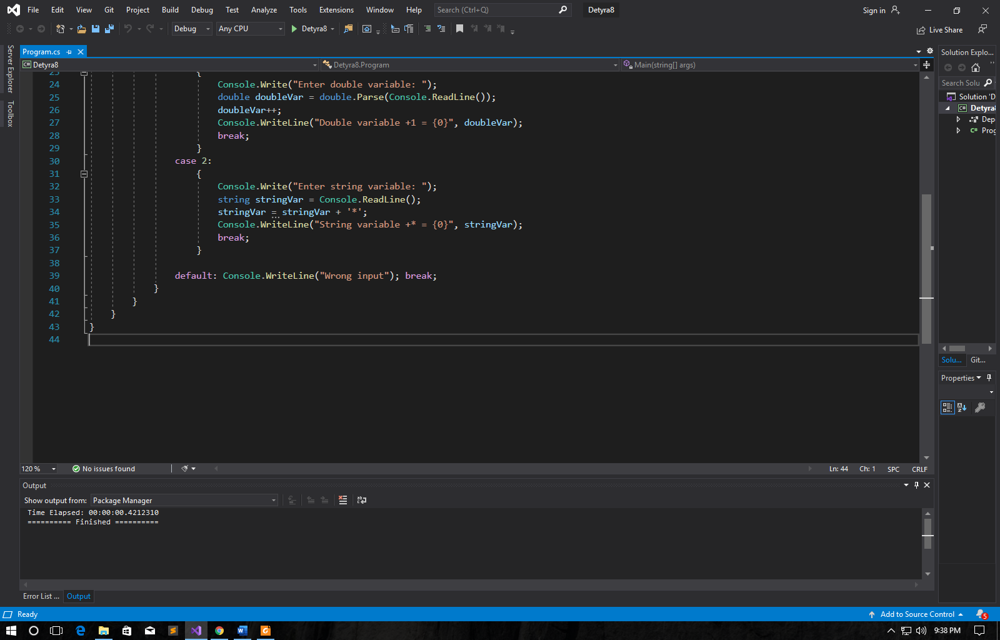 File Edit View Git Project Build Debug Test Analyze Tools Extensions Window Help Search (Ctrl+Q) Detyra8 Sign in
Debug Any CPU Detyra8 Live Share
Server Explorer
Toolbox
Program.cs
Detyra8 Detyra8.Program Main(string[] args)
23 {
24 Console.Write("Enter double variable: ");
25 double doubleVar = double.Parse(Console.ReadLine());
26 doubleVar++;
27 Console.WriteLine("Double variable +1 = {0}", doubleVar);
28 break;
29 }
30 case 2:
31 {
32 Console.Write("Enter string variable: ");
33 string stringVar = Console.ReadLine();
34 stringVar = stringVar + '*';
35 Console.WriteLine("String variable +* = {0}", stringVar);
36 break;
37 }
38
39 default: Console.WriteLine("Wrong input"); break;
40 }
41 }
42 }
43 }
44
120 % No issues found Ln: 44 Ch: 1 SPC CRLF
Solution Explo...
Search Solu
Solution 'D
Detyra8
Dep
Prog
Solu... Git...
Properties
Output
Show output from: Package Manager
Time Elapsed: 00:00:00.4212310
========== Finished ==========
Error List ... Output
Ready Add to Source Control 5
9:38 PM